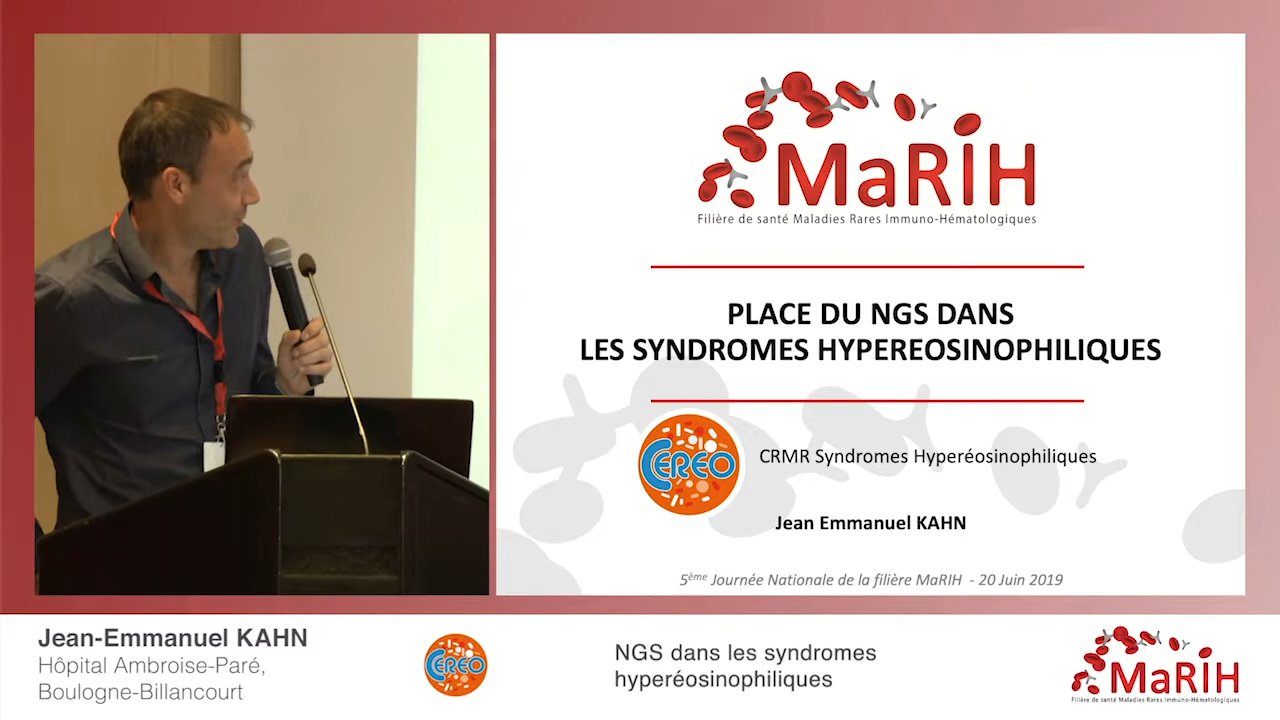 MaRIH
Filière de santé Maladies Rares Immuno-Hématologiques
PLACE DU NGS DANS
LES SYNDROMES HYPEREOSINOPHILIQUES
CEREO
CRMR Syndromes Hyperéosinophiliques
Jean Emmanuel KAHN
5ème Journée Nationale de la filière MaRIH - 20 Juin 2019
Jean-Emmanuel KAHN
Hôpital Ambroise-Paré,
Boulogne-Billancourt
CEREO
NGS dans les syndromes
hyperéosinophiliques
MaRIH
Filière de santé Maladies Rares Immuno-Hématologiques